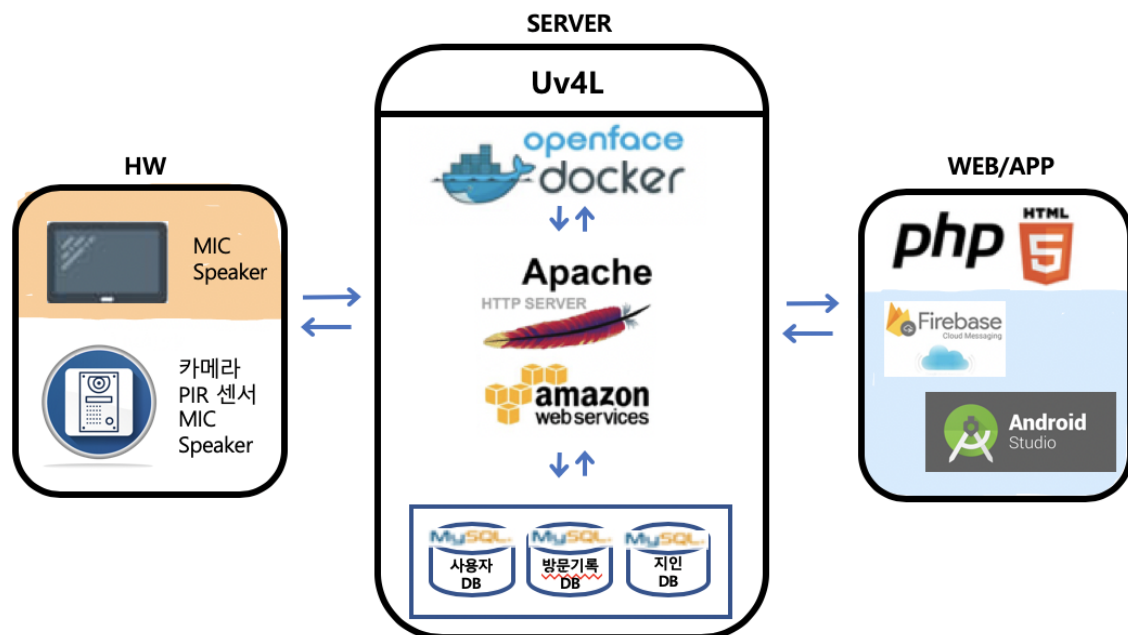 SERVER
Uv4L
openface
docker
HW
MIC
Speaker
카메라
PIR 센서
MIC
Speaker
Apache
HTTP SERVER
amazon
web services
MySQL
사용자
DB
MySQL
방문기록
DB
MySQL
지인
DB
WEB/APP
php
HTML
5
Firebase
Cloud Messaging
Android
Studio